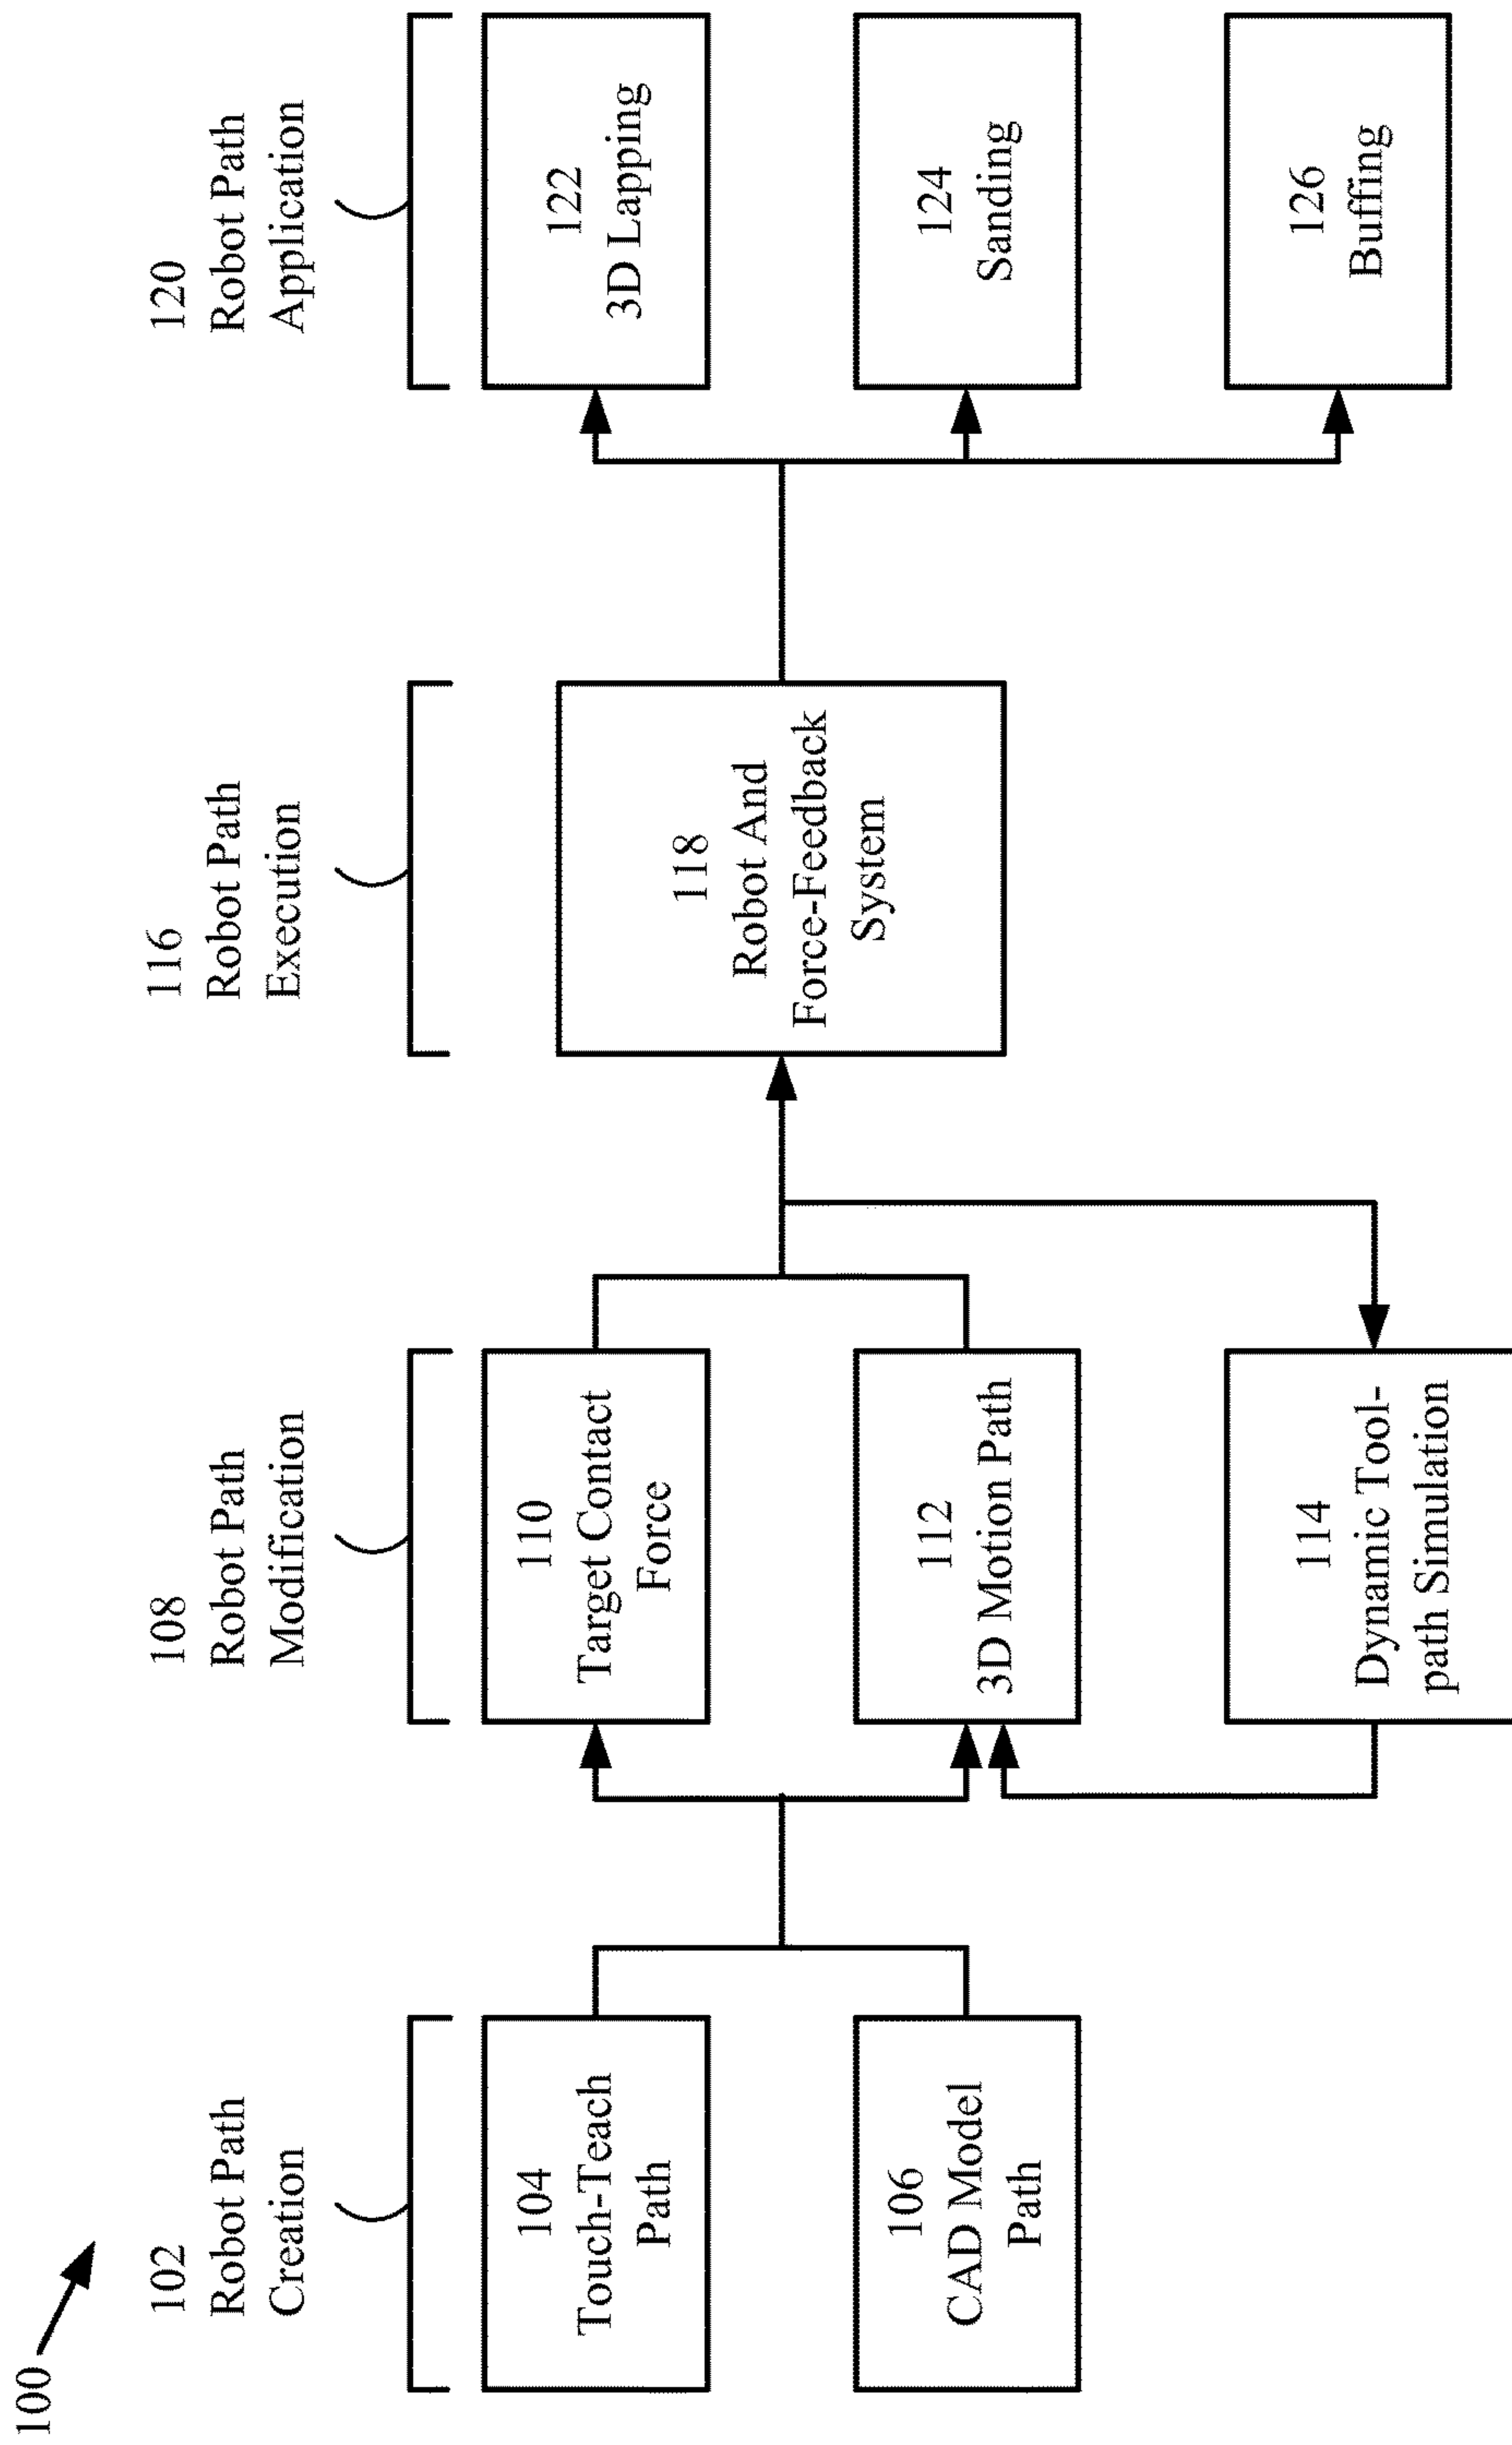 100
102
Robot Path
Creation
104
Touch-Teach
Path
106
CAD Model
Path
108
Robot Path
Modification
110
Target Contact
Force
112
3D Motion Path
114
Dynamic Tool-
path Simulation
116
Robot Path
Execution
118
Robot And
Force-Feedback
System
120
Robot Path
Application
122
3D Lapping
124
Sanding
126
Buffing